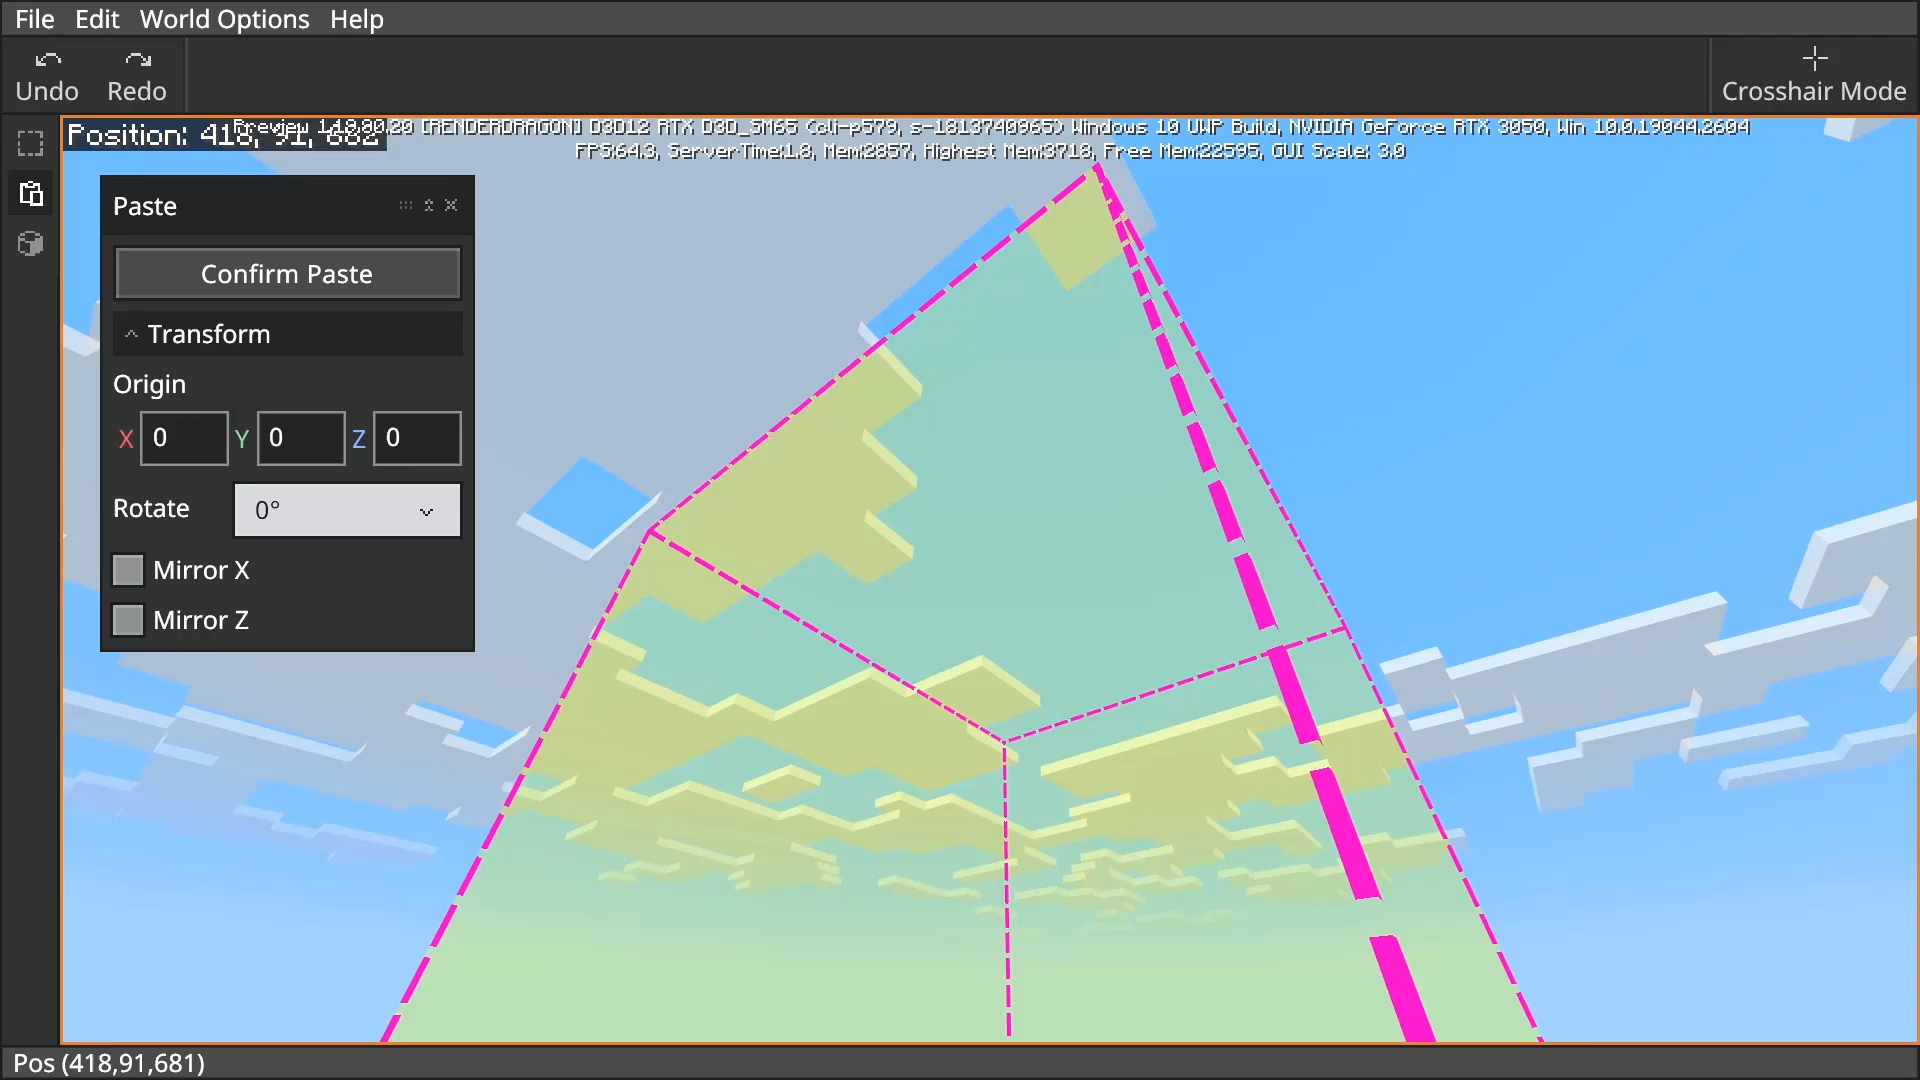 File Edit World Options Help
Undo Redo Crosshair Mode
Position: 418, 91, 682
Preview 1.19.80.20 [RENDERDRAGON] D3D12 RTX D3D_SM65 Cdli-p579, s-1813740965) Windows 10 UWP Build, NVIDIA GeForce RTX 3050, Win 10.0.19044.2604
FPS:64.3, ServerTime:1.8, Mem:2857, Highest Mem:3718, Free Mem:22595, GUI Scale: 3.0
Paste
Confirm Paste
Transform
Origin
X 0 Y 0 Z 0
Rotate 0°
Mirror X
Mirror Z
Pos (418,91,681)